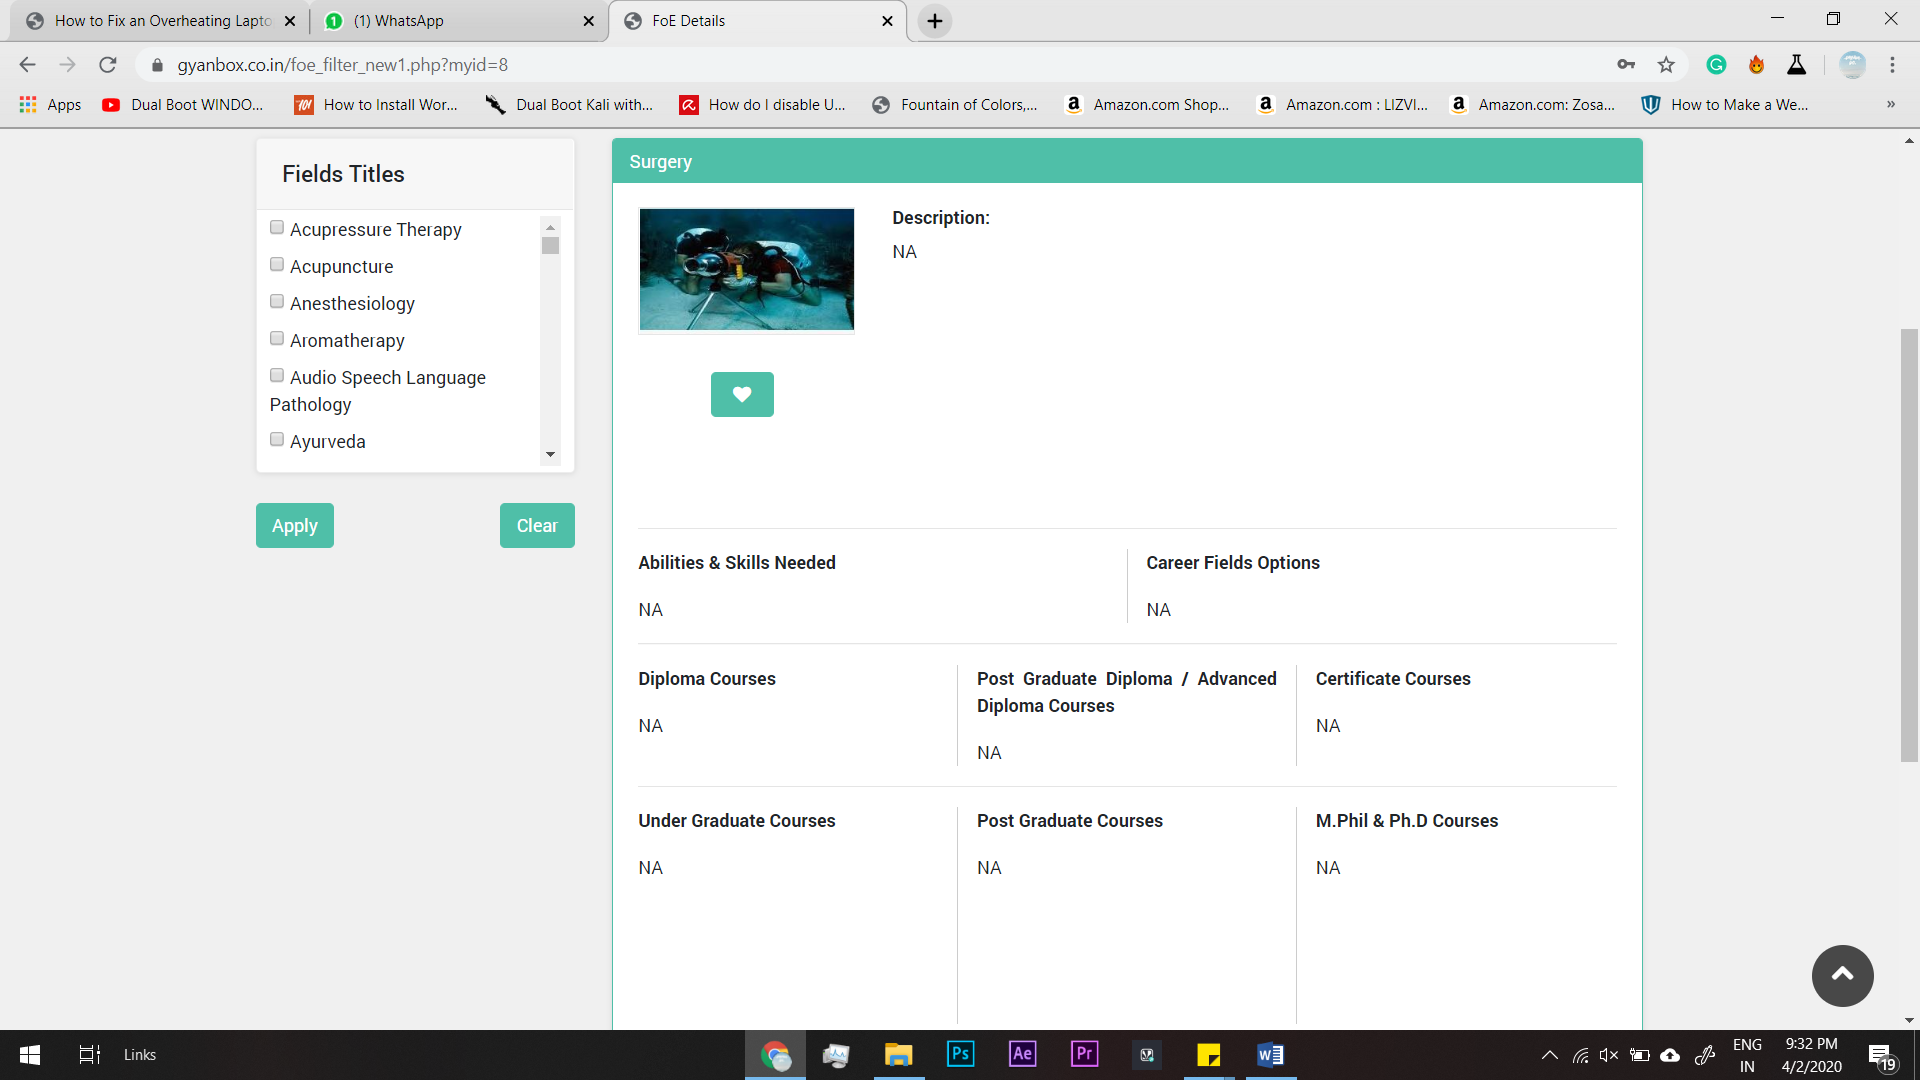 How to Fix an Overheating Lapto
(1) WhatsApp
FoE Details
gyanbox.co.in/foe_filter_new1.php?myid=8
Apps
Dual Boot WINDO...
How to Install Wor...
Dual Boot Kali with...
How do I disable U...
Fountain of Colors,...
Amazon.com Shop...
Amazon.com : LIZVI...
Amazon.com: Zosa...
How to Make a We...
»
Fields Titles
Acupressure Therapy
Acupuncture
Anesthesiology
Aromatherapy
Audio Speech Language
Pathology
Ayurveda
Apply
Clear
Surgery
Description:
NA
Abilities & Skills Needed
NA
Career Fields Options
NA
Diploma Courses
NA
Post Graduate Diploma / Advanced
Diploma Courses
NA
Certificate Courses
NA
Under Graduate Courses
NA
Post Graduate Courses
NA
M.Phil & Ph.D Courses
NA
Links
Ps
Ae
Pr
ENG
IN
9:32 PM
4/2/2020
19